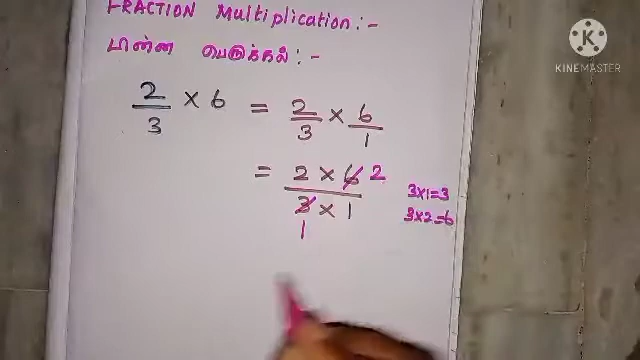 FRACTION Multiplication:-
பின்ன பெருக்கல்:-
2/3 × 6 = 2/3 × 6/1
= 2 × 6 2 / 3 × 1
1
3×1=3
3×2=6
K
KINEMASTER